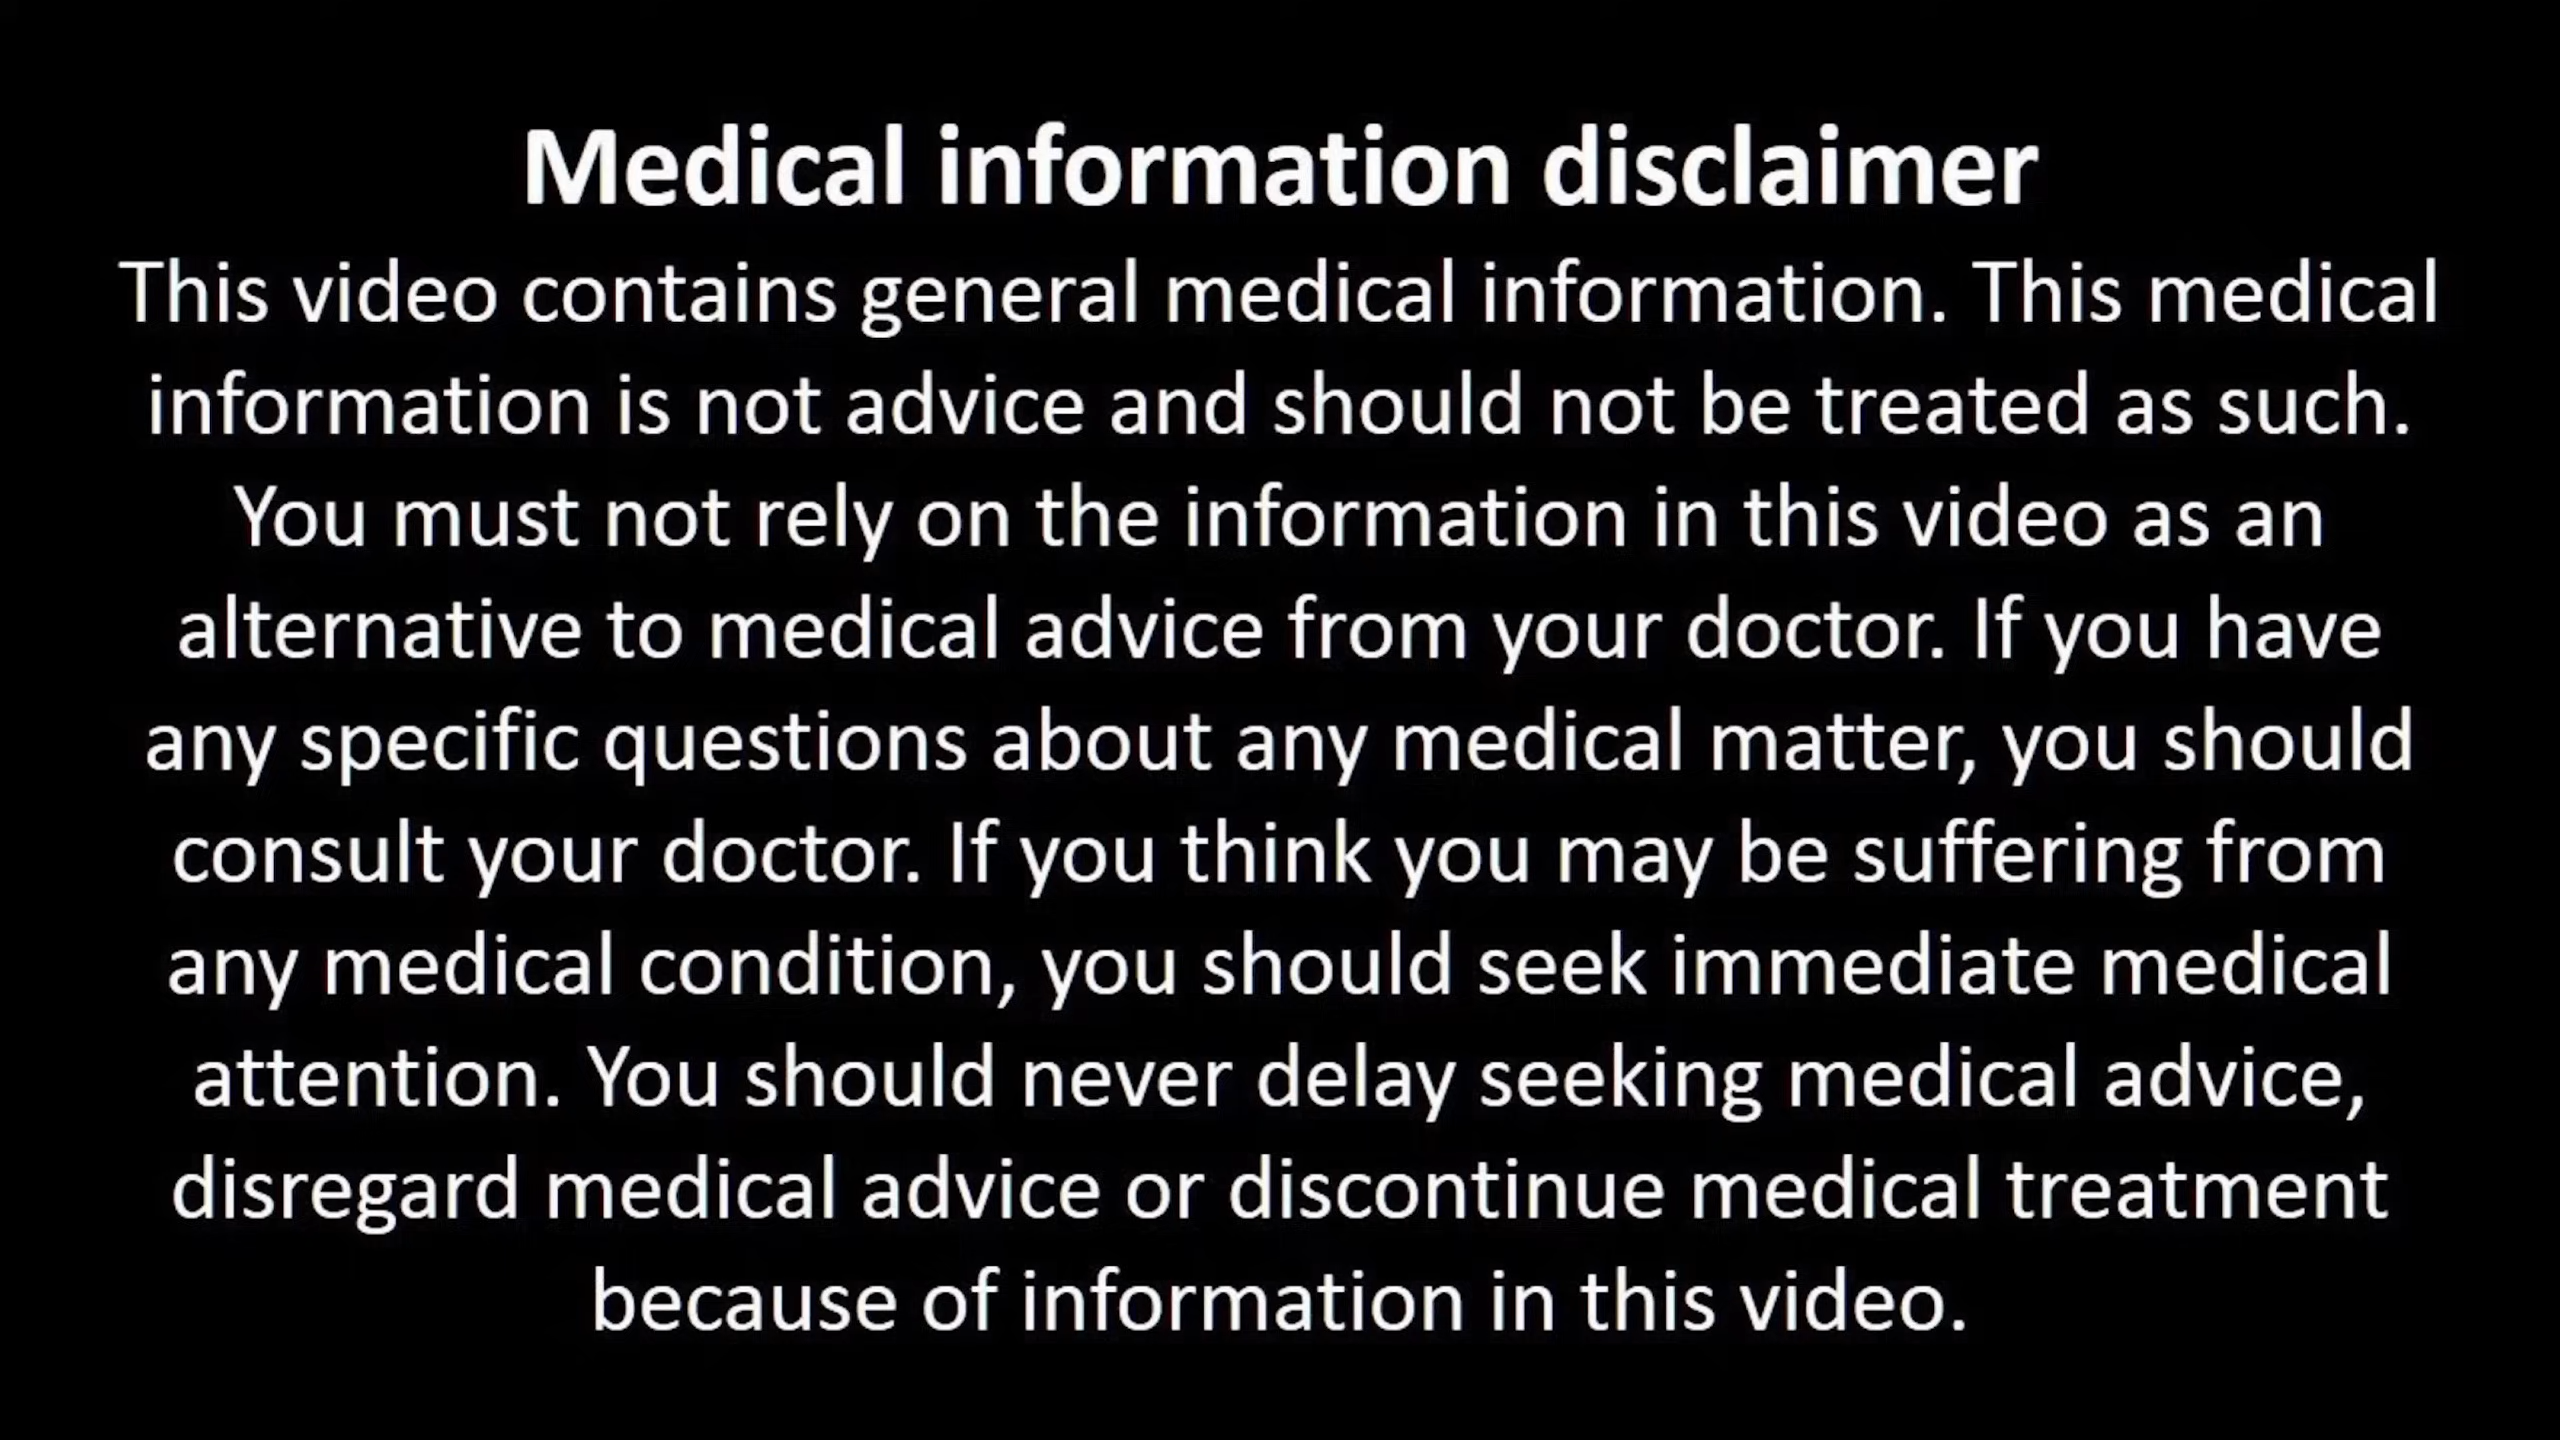 Medical information disclaimer
This video contains general medical information. This medical
information is not advice and should not be treated as such.
You must not rely on the information in this video as an
alternative to medical advice from your doctor. If you have
any specific questions about any medical matter, you should
consult your doctor. If you think you may be suffering from
any medical condition, you should seek immediate medical
attention. You should never delay seeking medical advice,
disregard medical advice or discontinue medical treatment
because of information in this video.